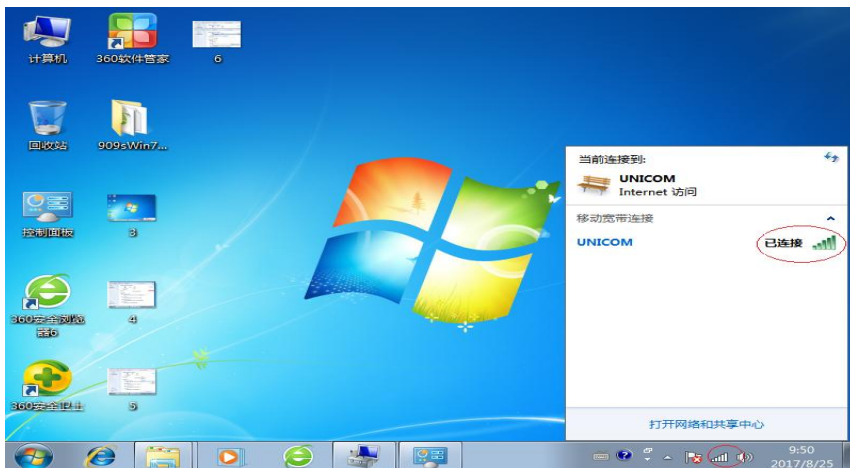 计算机
360软件管家
6
回收站
909sWin7...
控制面板
3
360安全浏览
器6
4
360安全卫士
5
当前连接到:
UNICOM
Internet 访问
移动宽带连接
UNICOM
已连接
打开网络和共享中心
9:50
2017/8/25